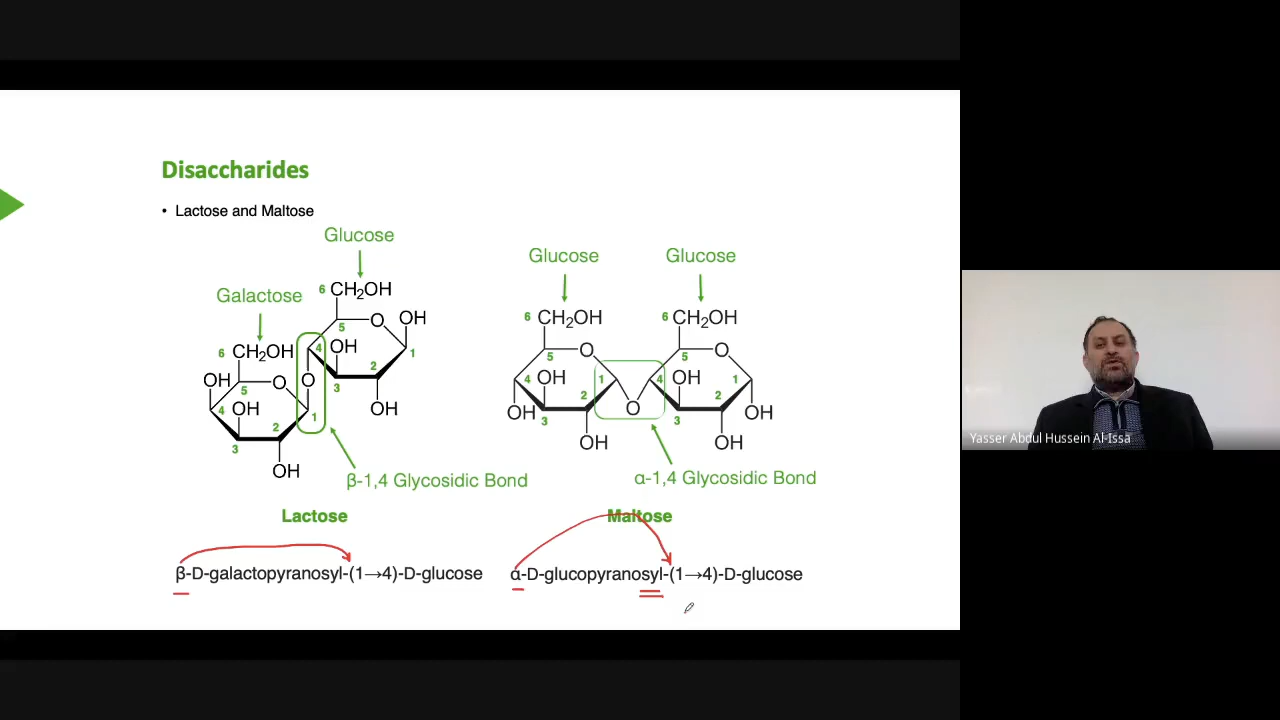 Disaccharides
• Lactose and Maltose
Glucose
6 CH2OH
Galactose
5 O OH
4 OH 1
6 CH2OH
2
3
OH 5 O O
OH
4 OH 1
2
3
OH
β-1,4 Glycosidic Bond
Lactose
β-D-galactopyranosyl-(1→4)-D-glucose
Glucose Glucose
6 CH2OH 6 CH2OH
5 O 5 O
4 OH 1 4 OH 1
2 2
OH 3 O 3 OH
OH OH
α-1,4 Glycosidic Bond
Maltose
α-D-glucopyranosyl-(1→4)-D-glucose
Yasser Abdul Hussein Al-Issa